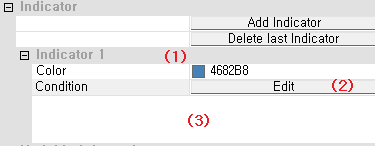 Indicator
Add Indicator
Delete last Indicator
Indicator 1
(1)
Color 4682B8
Condition Edit (2)
(3)